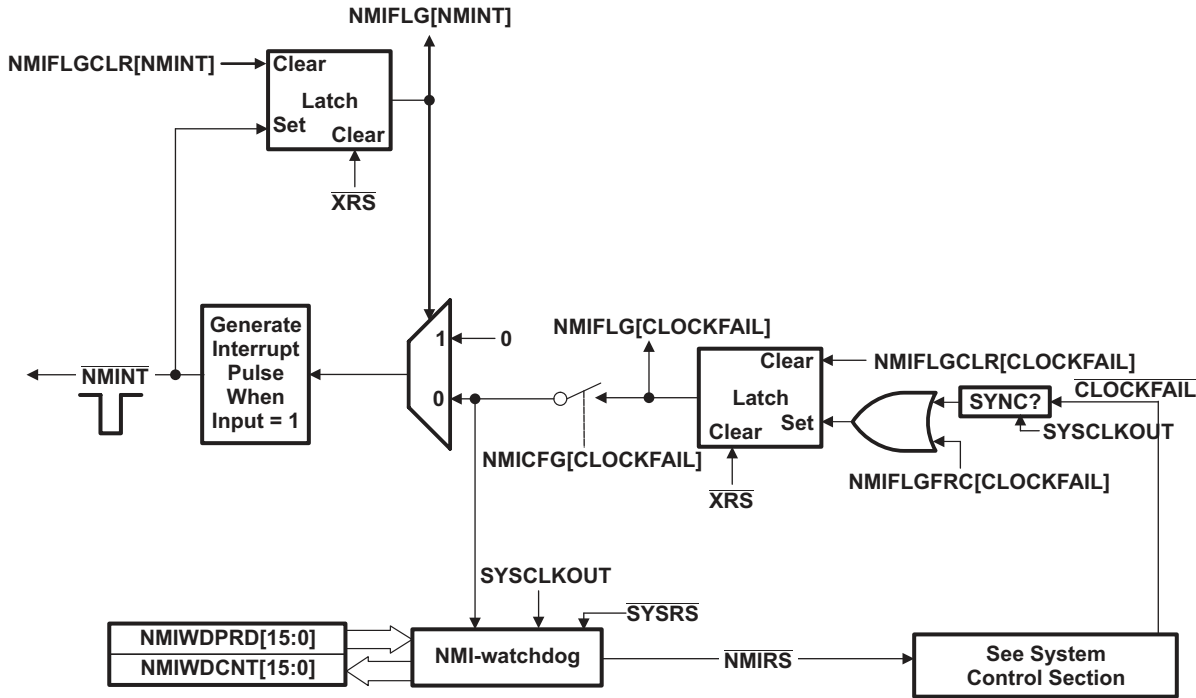 NMIFLG[NMINT]
NMIFLGCLR[NMINT]
Clear
Latch
Set
Clear
XRS
Generate
Interrupt
Pulse
When
Input = 1
NMINT
1
0
0
NMIFLG[CLOCKFAIL]
NMICFG[CLOCKFAIL]
Clear
Latch
Set
Clear
XRS
NMIFLGCLR[CLOCKFAIL]
CLOCKFAIL
SYNC?
SYSCLKOUT
NMIFLGFRC[CLOCKFAIL]
SYSCLKOUT
SYSRS
NMIWDPRD[15:0]
NMIWDCNT[15:0]
NMI-watchdog
NMIRS
See System
Control Section